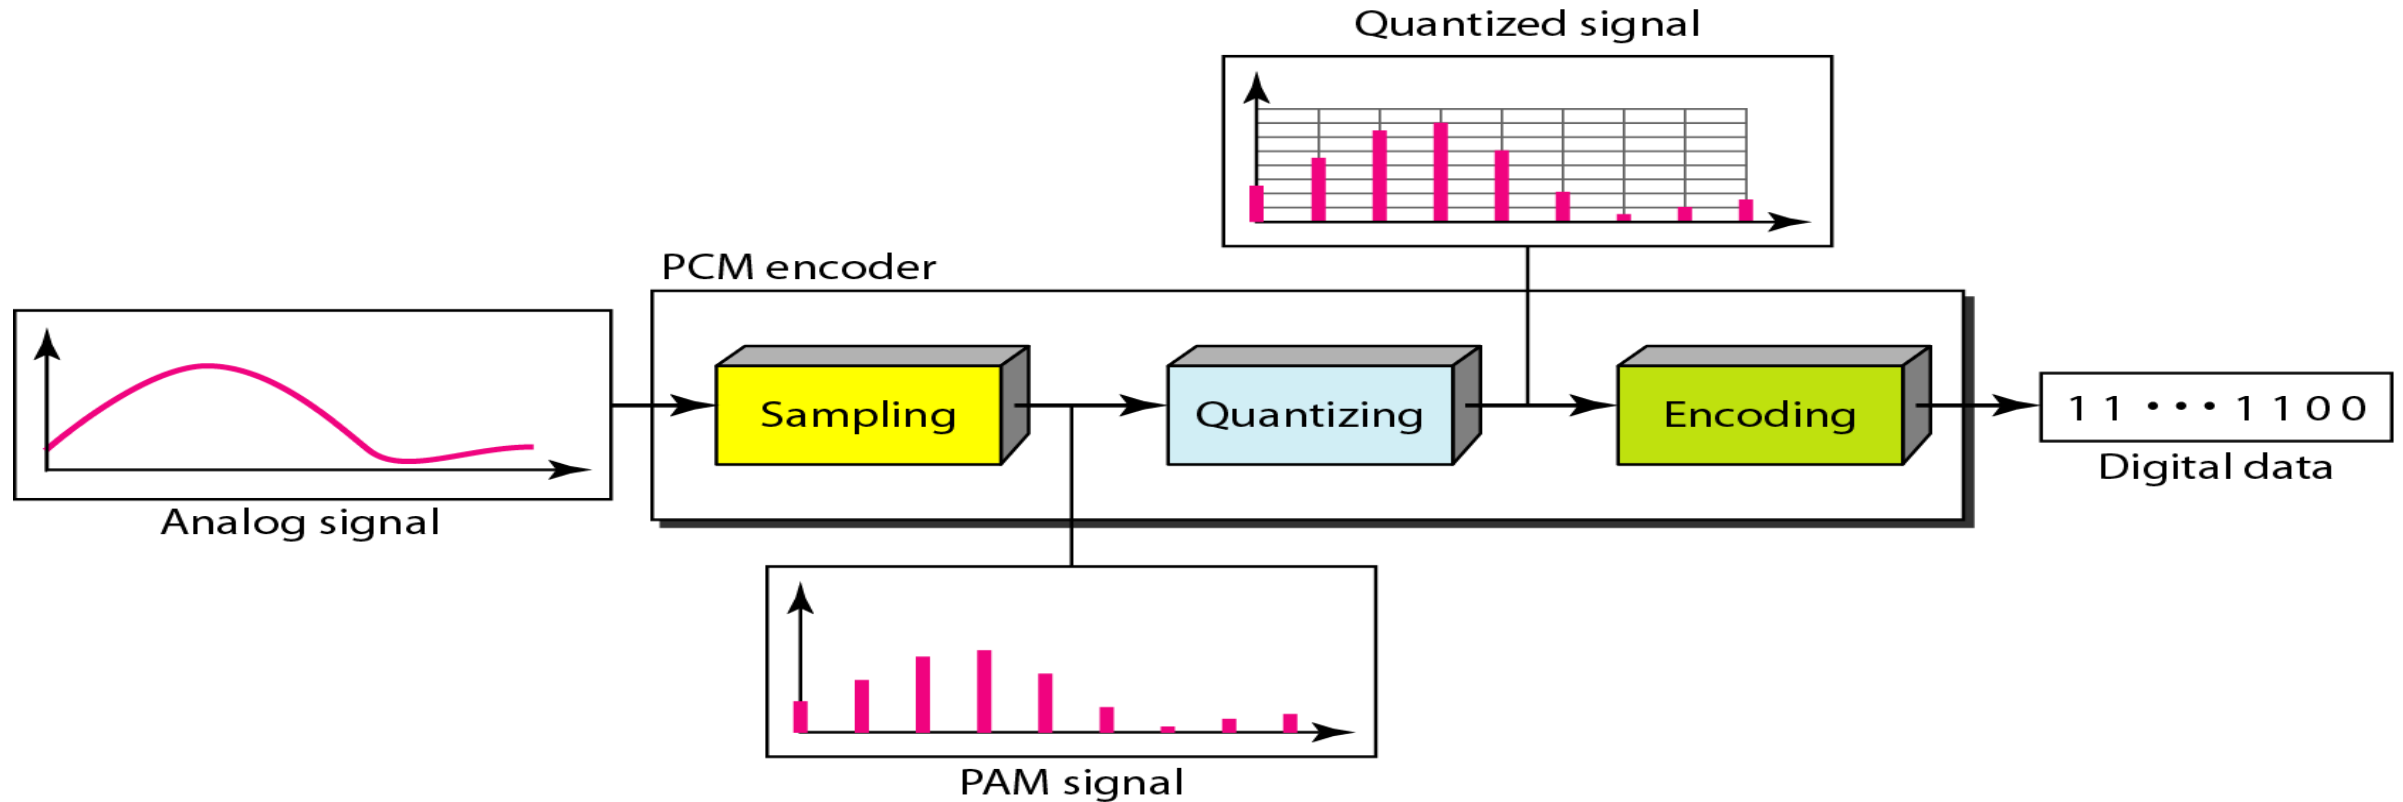 Quantized signal
PCM encoder
Analog signal
Sampling
Quantizing
Encoding
1 1 • • • 1 1 0 0
Digital data
PAM signal